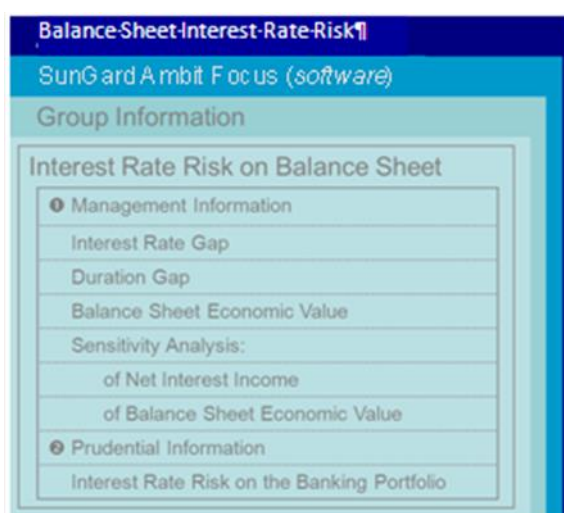 Balance·Sheet·Interest·Rate·Risk¶
SunGard Ambit Focus (software)
Group Information
Interest Rate Risk on Balance Sheet
❶ Management Information
Interest Rate Gap
Duration Gap
Balance Sheet Economic Value
Sensitivity Analysis:
of Net Interest Income
of Balance Sheet Economic Value
❷ Prudential Information
Interest Rate Risk on the Banking Portfolio